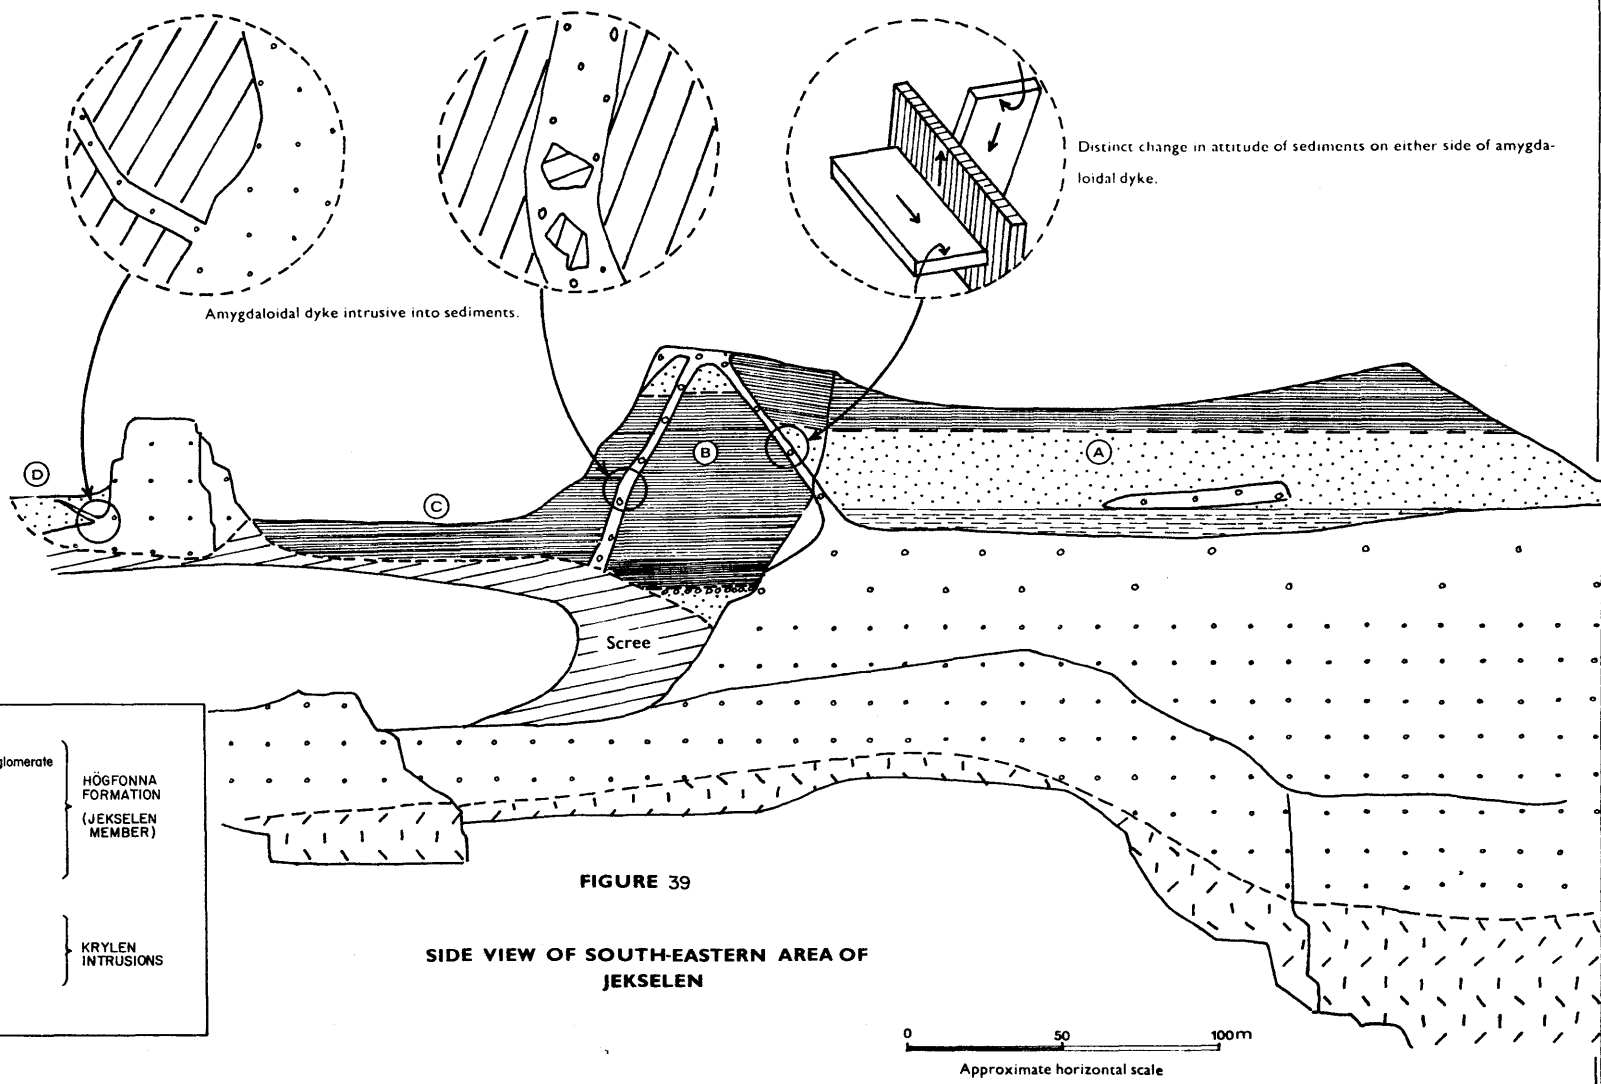 Distinct change in attitude of sediments on either side of amygda-
loidal dyke.
Amygdaloidal dyke intrusive into sediments.
A
B
C
D
Scree
glomerate
HÖGFONNA
FORMATION
(JEKSELEN
MEMBER)
KRYLEN
INTRUSIONS
FIGURE 39
SIDE VIEW OF SOUTH-EASTERN AREA OF
JEKSELEN
0 50 100m
Approximate horizontal scale